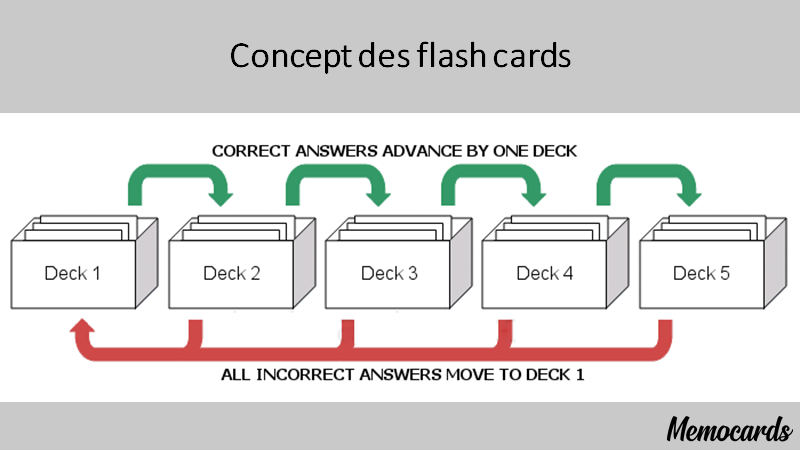 Concept des flash cards
CORRECT ANSWERS ADVANCE BY ONE DECK
Deck 1
Deck 2
Deck 3
Deck 4
Deck 5
ALL INCORRECT ANSWERS MOVE TO DECK 1
Memocards